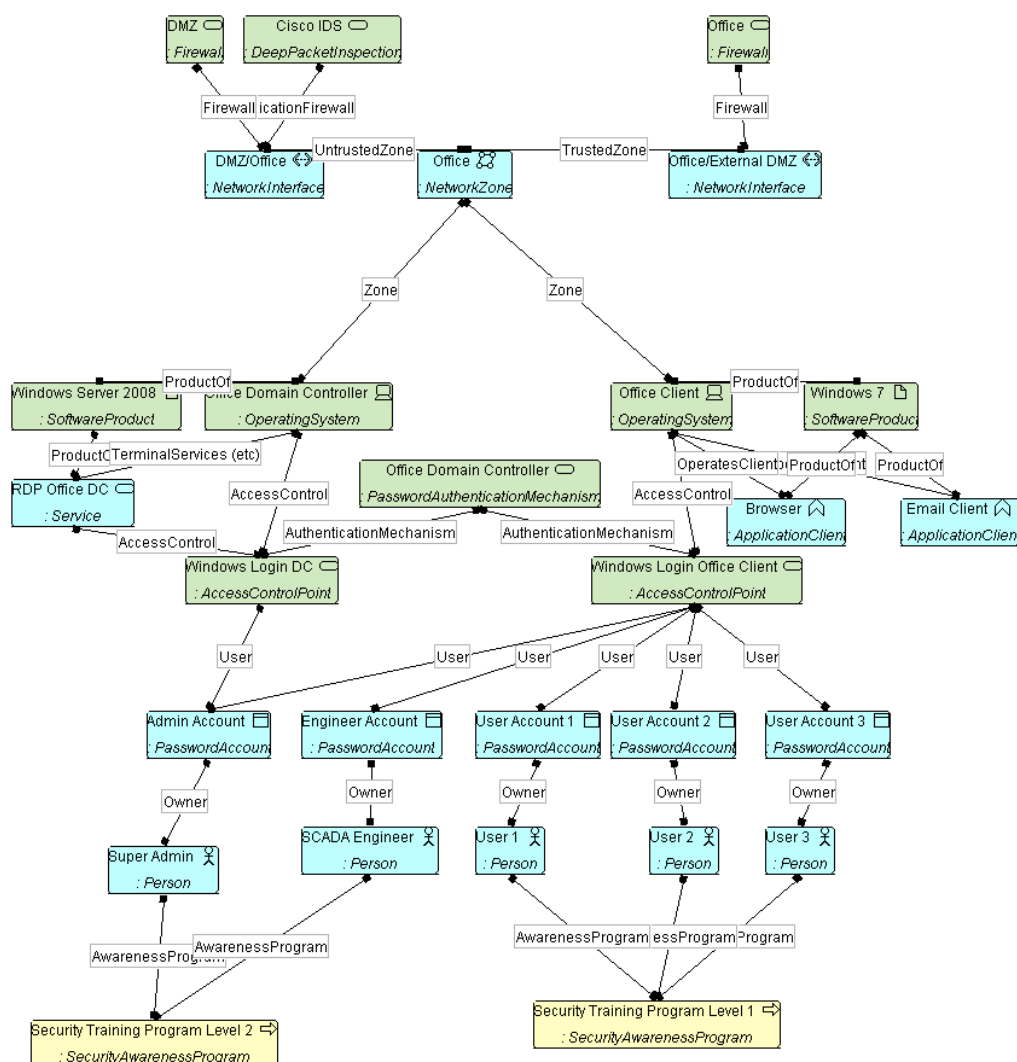 DMZ
: Firewall
Cisco IDS
: DeepPacketInspection
Office
: Firewall
Firewall
icationFirewall
Firewall
UntrustedZone
TrustedZone
DMZ/Office
: NetworkInterface
Office
: NetworkZone
Office/External DMZ
: NetworkInterface
Zone
Zone
ProductOf
ProductOf
Windows Server 2008
: SoftwareProduct
Office Domain Controller
: OperatingSystem
Office Client
: OperatingSystem
Windows 7
: SoftwareProduct
ProductO
TerminalServices (etc)
OperatesClient
ProductOf
ProductOf
RDP Office DC
: Service
AccessControl
Office Domain Controller
: PasswordAuthenticationMechanism
AccessControl
Browser
: ApplicationClient
Email Client
: ApplicationClient
AccessControl
AuthenticationMechanism
AuthenticationMechanism
Windows Login DC
: AccessControlPoint
Windows Login Office Client
: AccessControlPoint
User
User
User
User
User
User
Admin Account
: PasswordAccount
Engineer Account
: PasswordAccount
User Account 1
: PasswordAccount
User Account 2
: PasswordAccount
User Account 3
: PasswordAccount
Owner
Owner
Owner
Owner
Owner
Super Admin
: Person
SCADA Engineer
: Person
User 1
: Person
User 2
: Person
User 3
: Person
AwarenessProgram
AwarenessProgram
AwarenessProgram
essProgram
Program
Security Training Program Level 2
: SecurityAwarenessProgram
Security Training Program Level 1
: SecurityAwarenessProgram